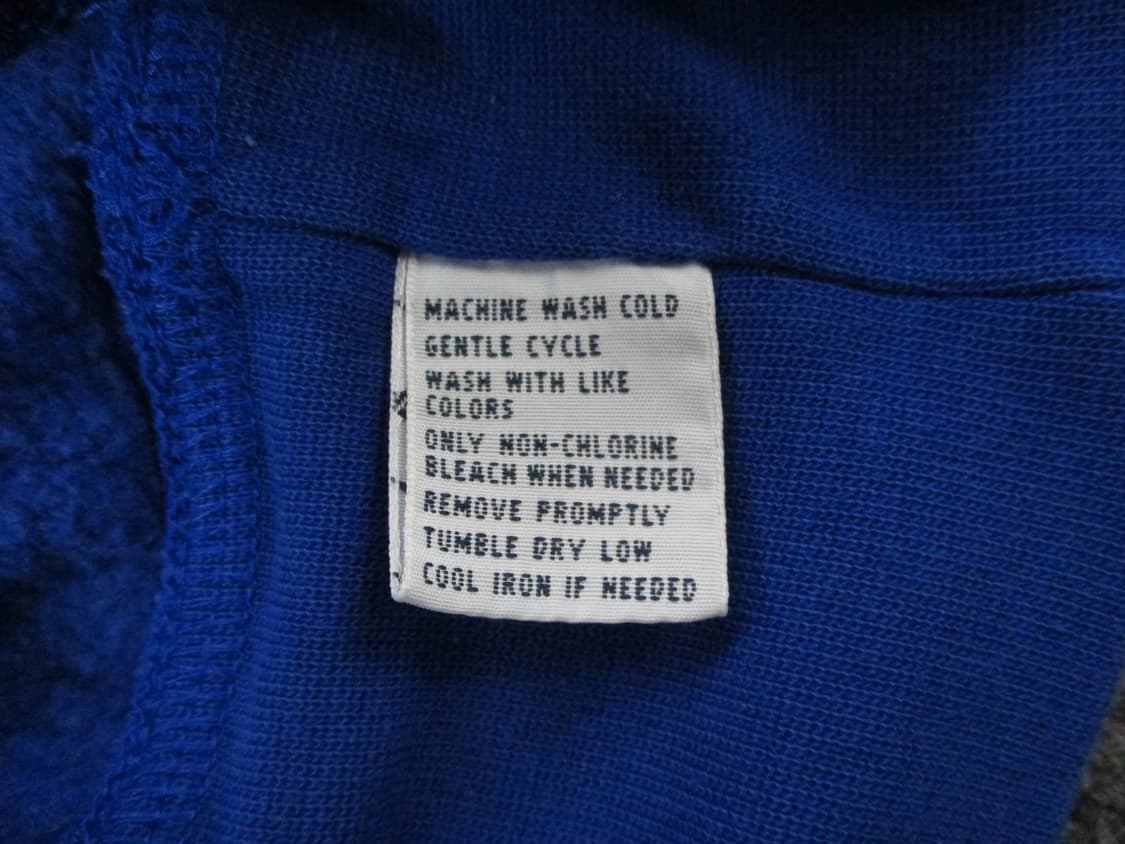 MACHINE WASH COLD
GENTLE CYCLE
WASH WITH LIKE
COLORS
ONLY NON-CHLORINE
BLEACH WHEN NEEDED
REMOVE PROMPTLY
TUMBLE DRY LOW
COOL IRON IF NEEDED